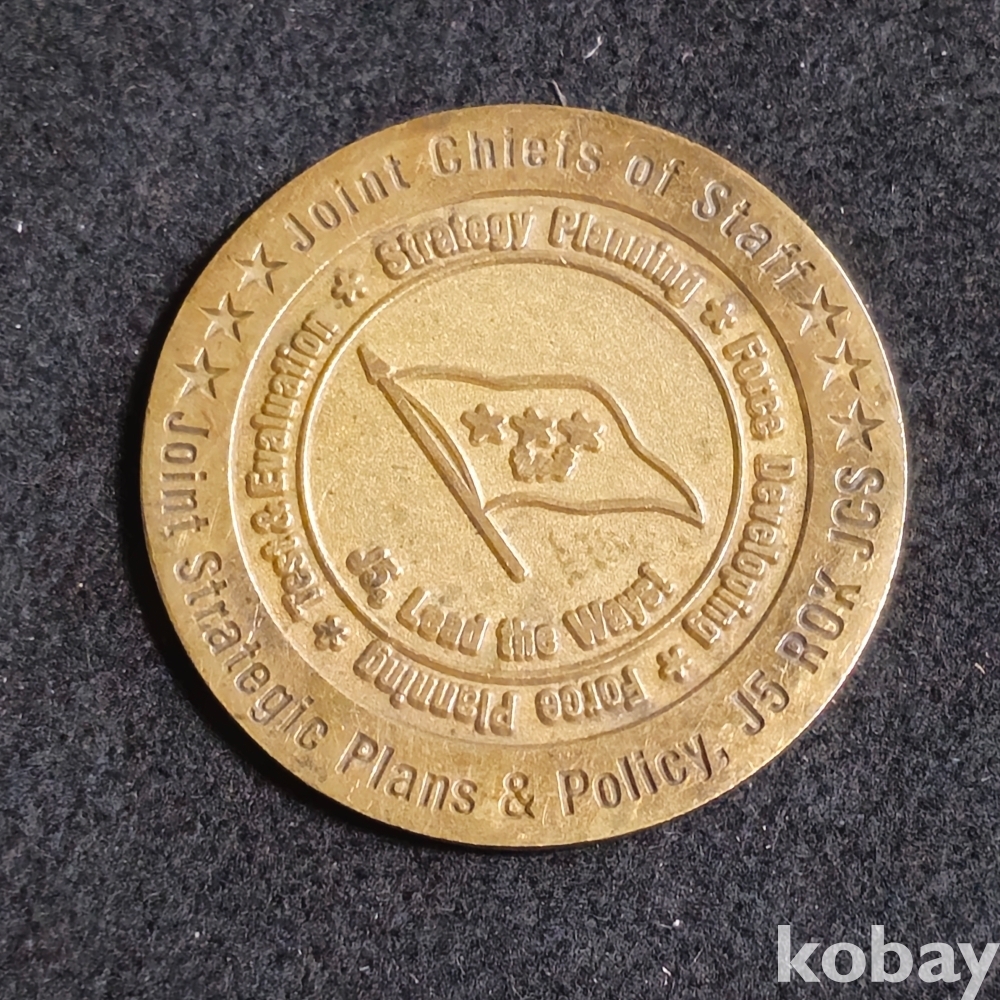 Joint Chiefs of Staff
Joint Strategic Plans & Policy, J5 ROK JCS
Strategy Planning
Force Developing
Force Planning
Test & Evaluation
J5, Lead the Ways!
kobay